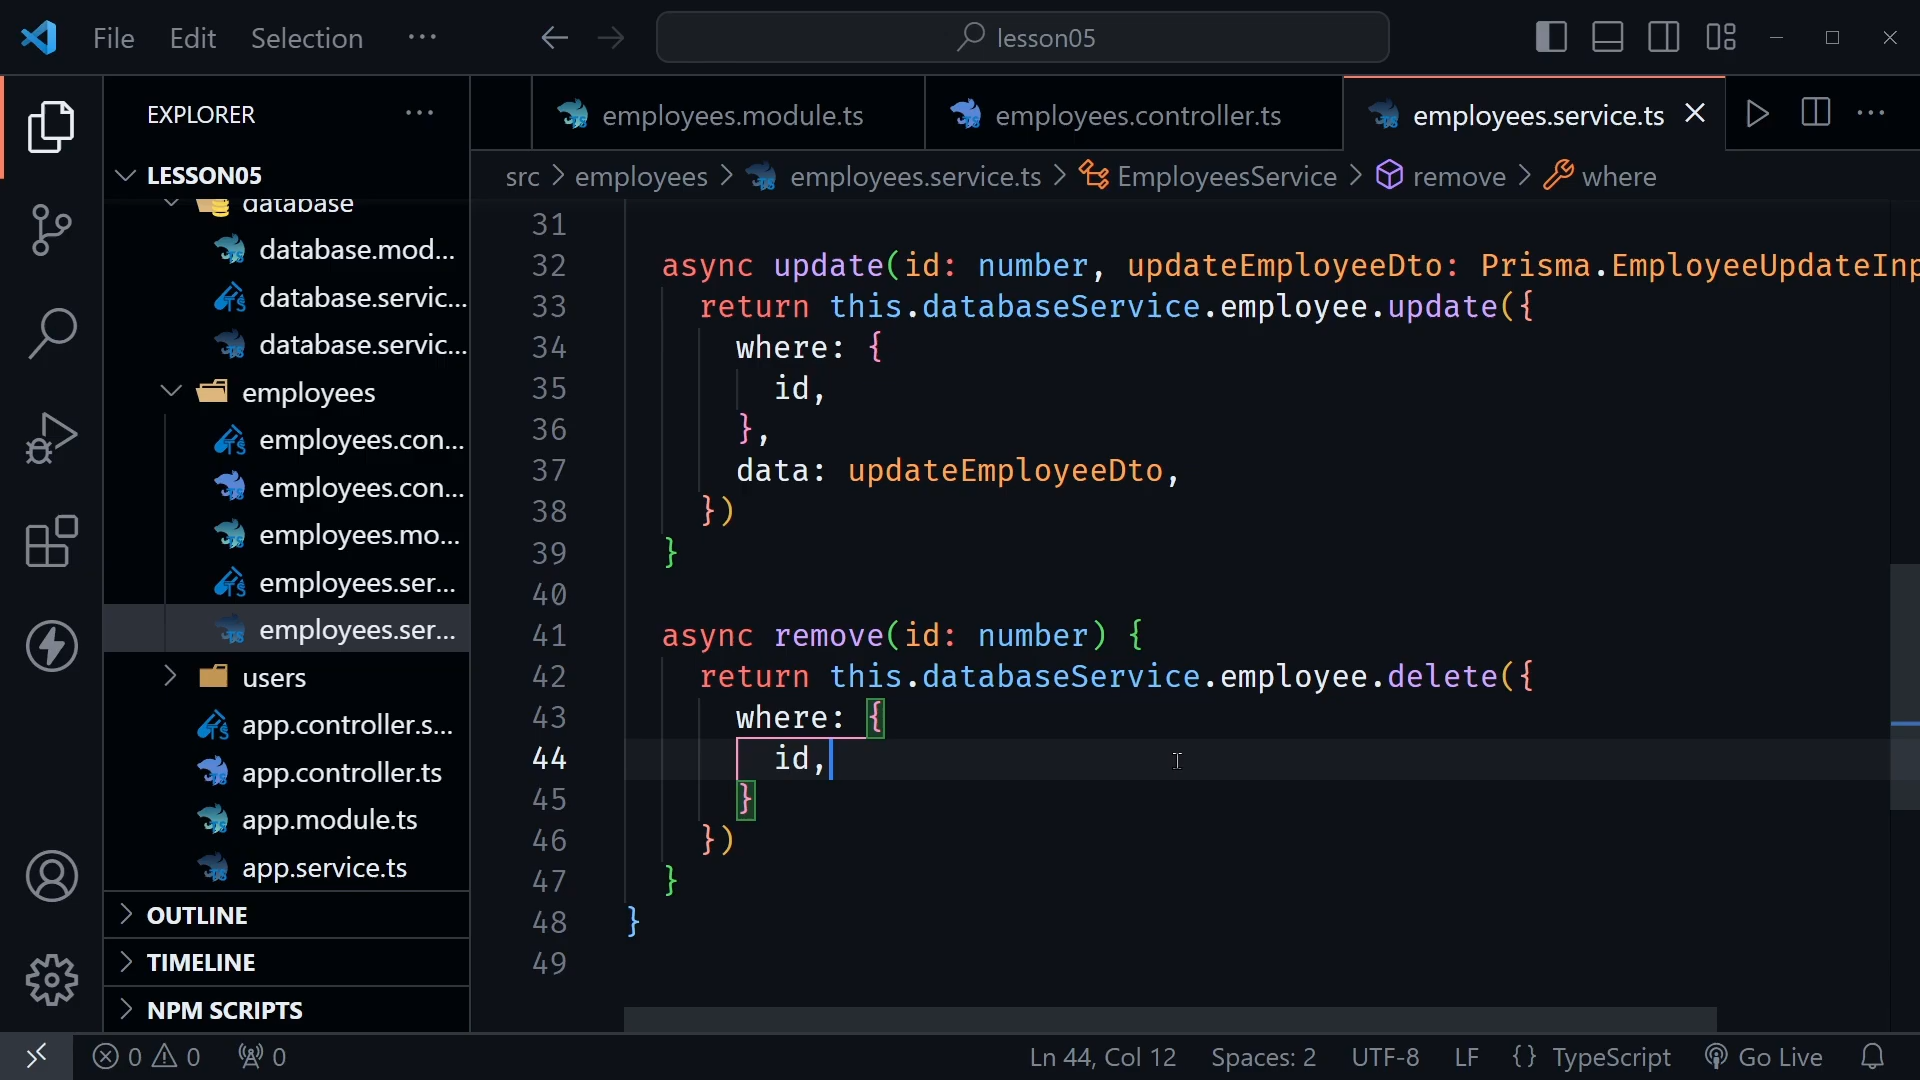 File Edit Selection ··· lesson05
EXPLORER ···
LESSON05
database
database.mod...
database.servic...
database.servic...
employees
employees.con...
employees.con...
employees.mo...
employees.ser...
employees.ser...
users
app.controller.s...
app.controller.ts
app.module.ts
app.service.ts
OUTLINE
TIMELINE
NPM SCRIPTS
employees.module.ts employees.controller.ts employees.service.ts
src > employees > employees.service.ts > EmployeesService > remove > where
31
32 async update(id: number, updateEmployeeDto: Prisma.EmployeeUpdateInp
33 return this.databaseService.employee.update({
34 where: {
35 id,
36 },
37 data: updateEmployeeDto,
38 })
39 }
40
41 async remove(id: number) {
42 return this.databaseService.employee.delete({
43 where: {
44 id,
45 }
46 })
47 }
48 }
49
0 0 0 Ln 44, Col 12 Spaces: 2 UTF-8 LF {} TypeScript Go Live